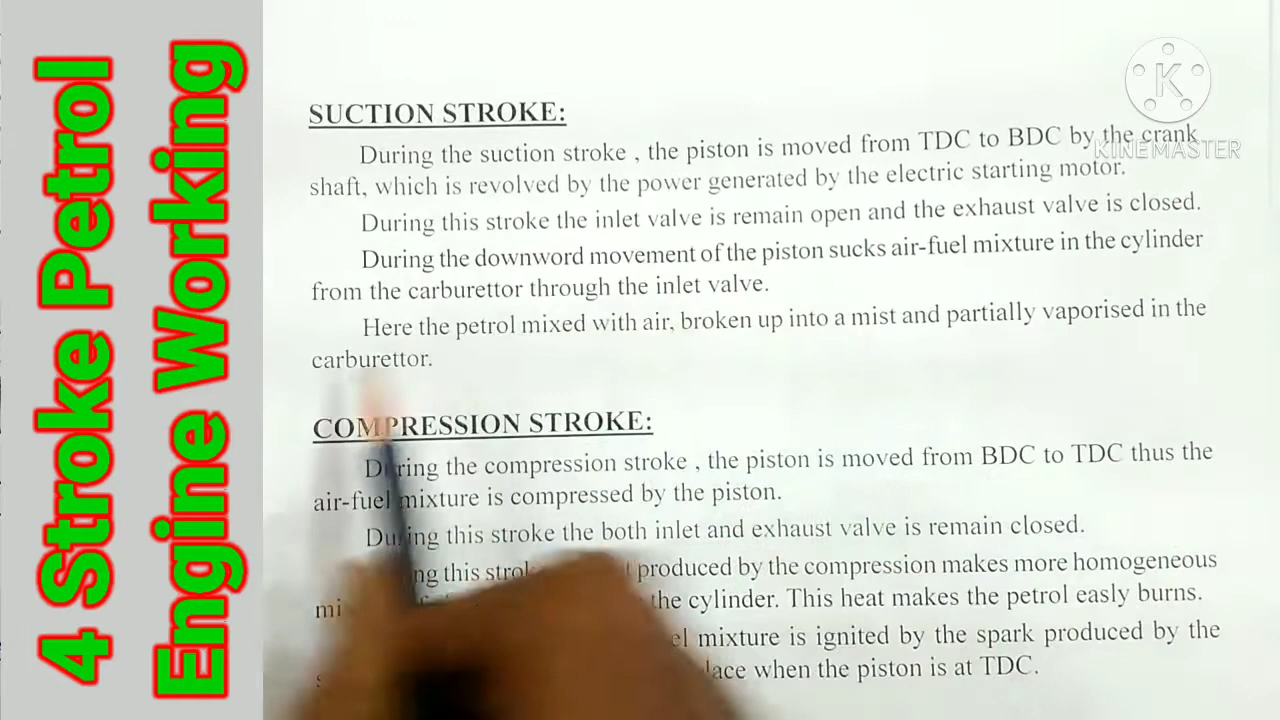 4 Stroke Petrol
Engine Working
K
KINEMASTER
SUCTION STROKE:
During the suction stroke , the piston is moved from TDC to BDC by the crank
shaft, which is revolved by the power generated by the electric starting motor.
During this stroke the inlet valve is remain open and the exhaust valve is closed.
During the downword movement of the piston sucks air-fuel mixture in the cylinder
from the carburettor through the inlet valve.
Here the petrol mixed with air, broken up into a mist and partially vaporised in the
carburettor.
COMPRESSION STROKE:
During the compression stroke , the piston is moved from BDC to TDC thus the
air-fuel mixture is compressed by the piston.
During this stroke the both inlet and exhaust valve is remain closed.
this produced by the compression makes more homogeneous
the cylinder. This heat makes the petrol easly burns.
mixture is ignited by the spark produced by the
when the piston is at TDC.